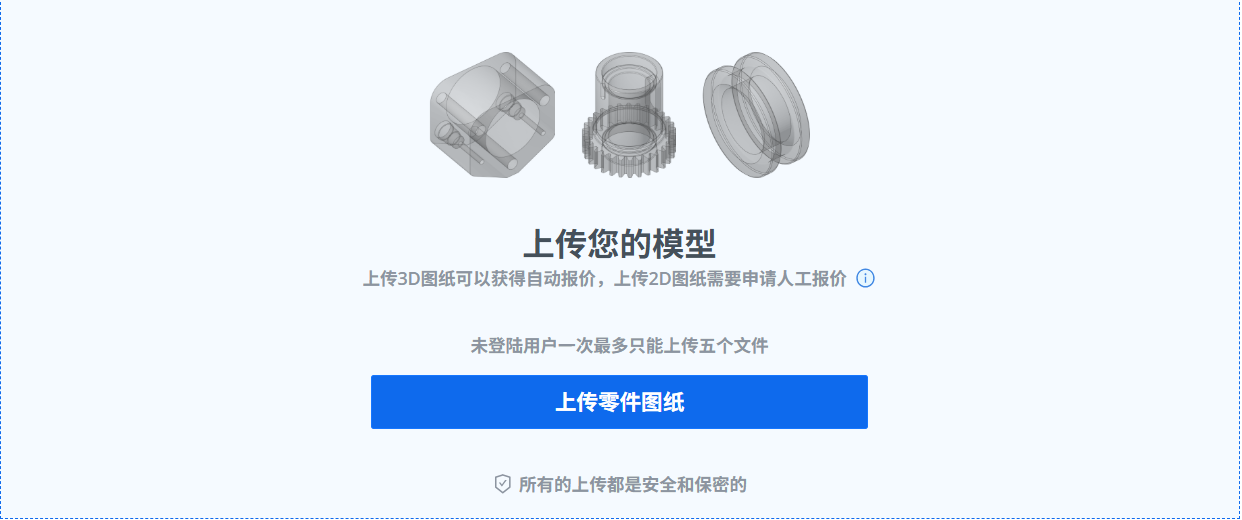 上传您的模型
上传3D图纸可以获得自动报价，上传2D图纸需要申请人工报价
未登陆用户一次最多只能上传五个文件
上传零件图纸
所有的上传都是安全和保密的